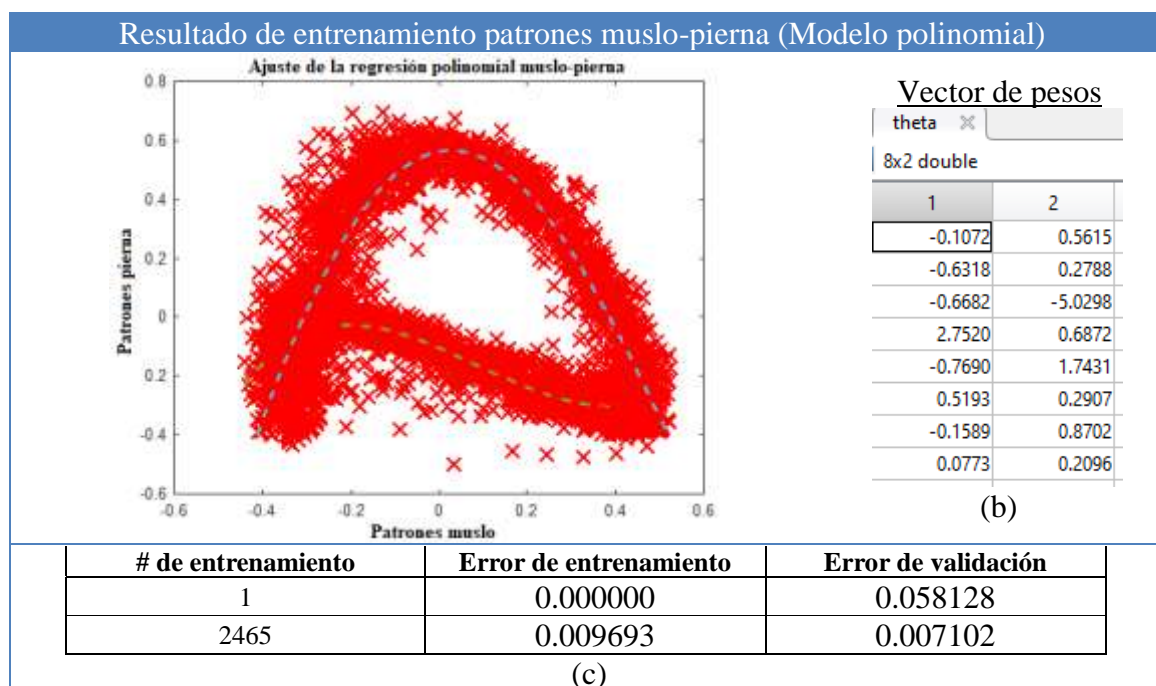 Resultado de entrenamiento patrones muslo-pierna (Modelo polinomial)
Ajuste de la regresión polinomial muslo-pierna
0.8
0.6
0.4
0.2
0
0.2
-0.4
-0.6
Patrones pierna
-0.6 -0.4 -0.2 0 0.2 0.4 0.6
Patrones muslo
Vector de pesos
theta
8x2 double
1 2
-0.1072 0.5615
-0.6318 0.2788
-0.6682 -5.0298
2.7520 0.6872
-0.7690 1.7431
0.5193 0.2907
-0.1589 0.8702
0.0773 0.2096
(b)
# de entrenamiento Error de entrenamiento Error de validación
1 0.000000 0.058128
2465 0.009693 0.007102
(c)